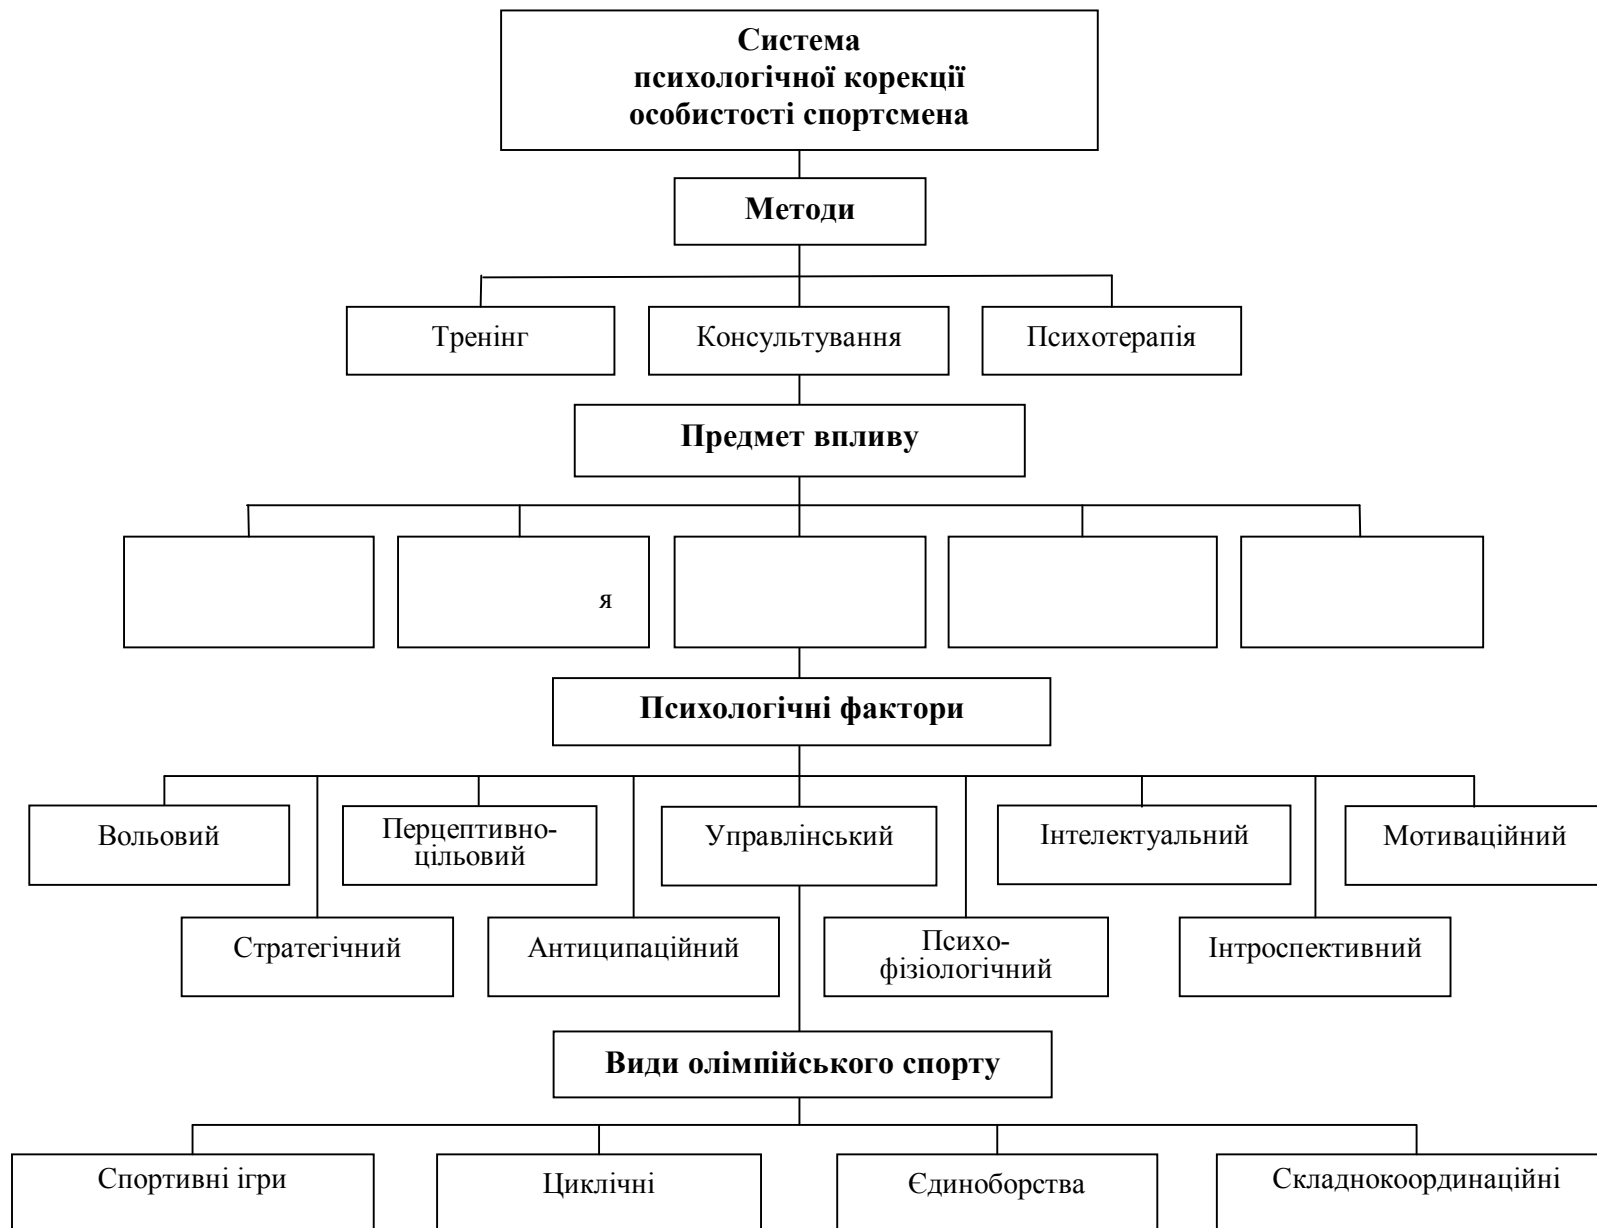 Система
психологічної корекції
особистості спортсмена
Методи
Тренінг
Консультування
Психотерапія
Предмет впливу
я
Психологічні фактори
Вольовий
Перцептивно-
цільовий
Управлінський
Інтелектуальний
Мотиваційний
Стратегічний
Антиципаційний
Психо-
фізіологічний
Інтроспективний
Види олімпійського спорту
Спортивні ігри
Циклічні
Єдиноборства
Складнокоординаційні